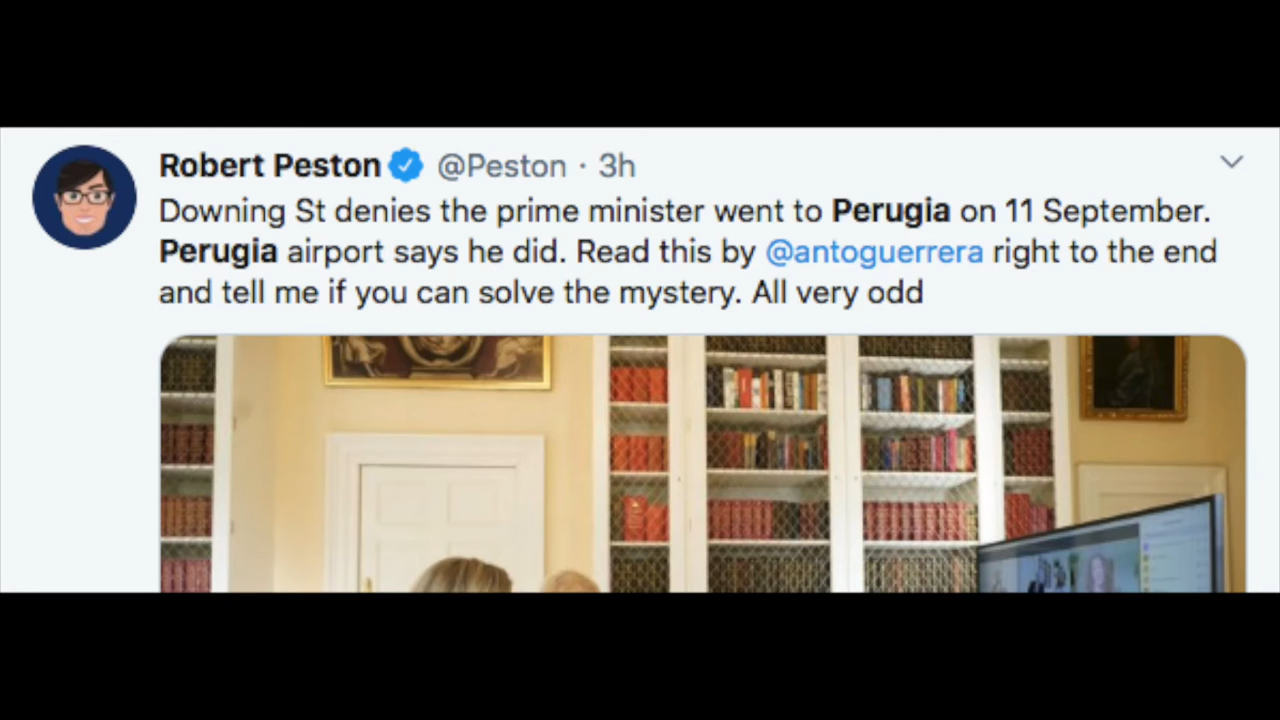 Robert Peston @Peston · 3h
Downing St denies the prime minister went to Perugia on 11 September.
Perugia airport says he did. Read this by @antoguerrera right to the end
and tell me if you can solve the mystery. All very odd